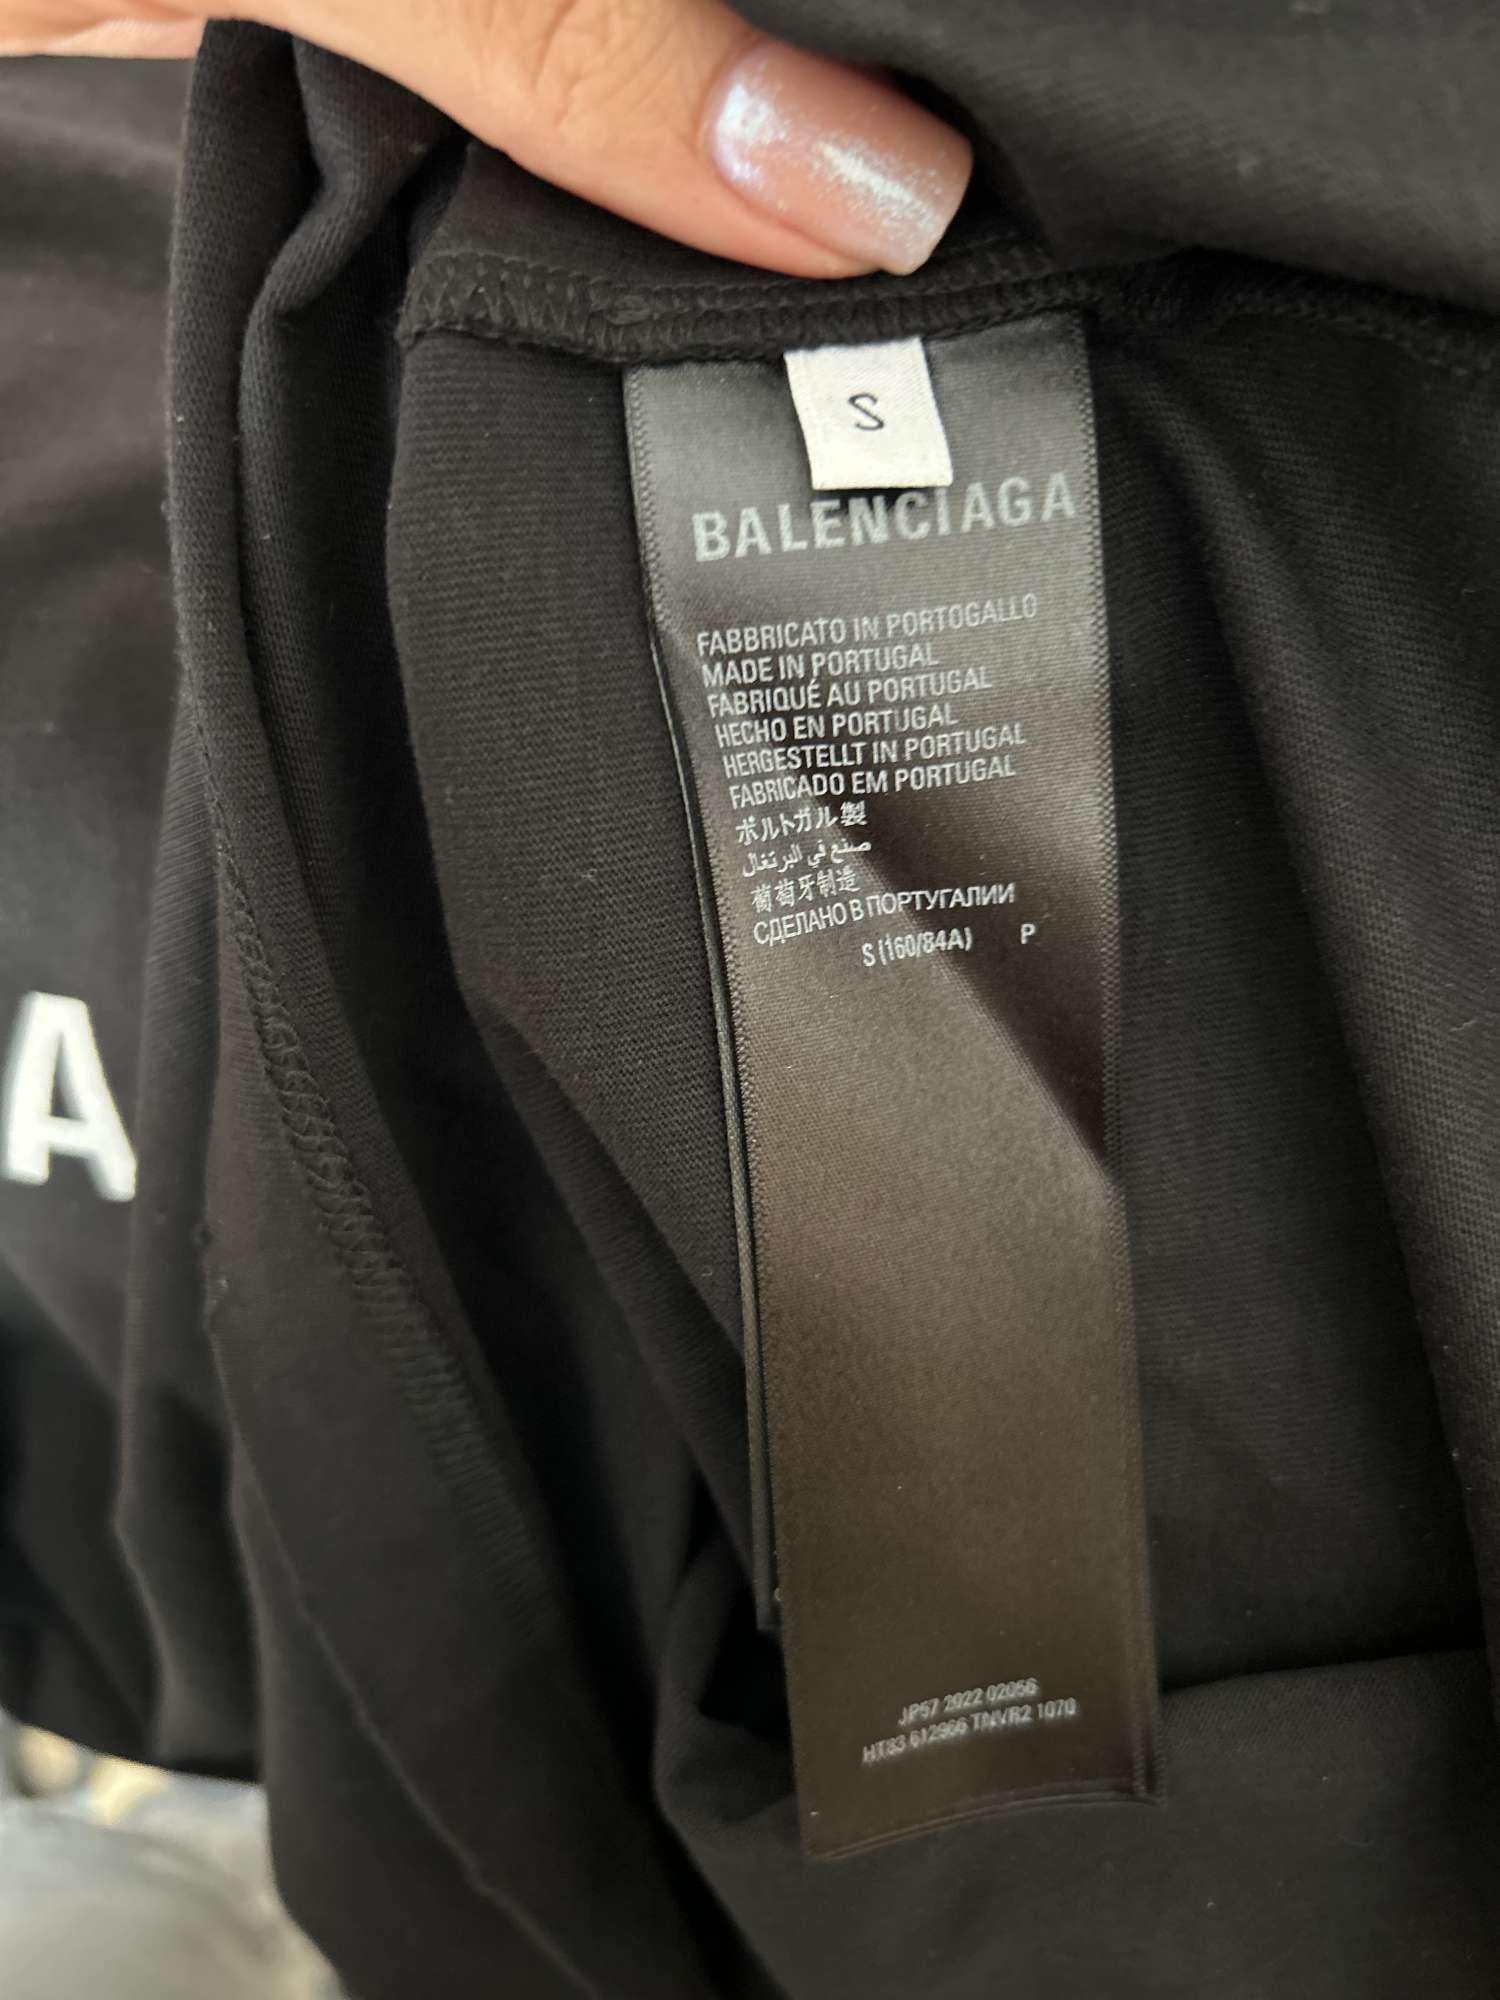 S
BALENCIAGA
FABBRICATO IN PORTOGALLO
MADE IN PORTUGAL
FABRIQUÉ AU PORTUGAL
HECHO EN PORTUGAL
HERGESTELLT IN PORTUGAL
FABRICADO EM PORTUGAL
ポルトガル製
صنع في البرتغال
葡萄牙制造
СДЕЛАНО В ПОРТУГАЛИИ
S (160/84A) P
A
JP57 2022 02056
HT83 612966 TNVR2 1070